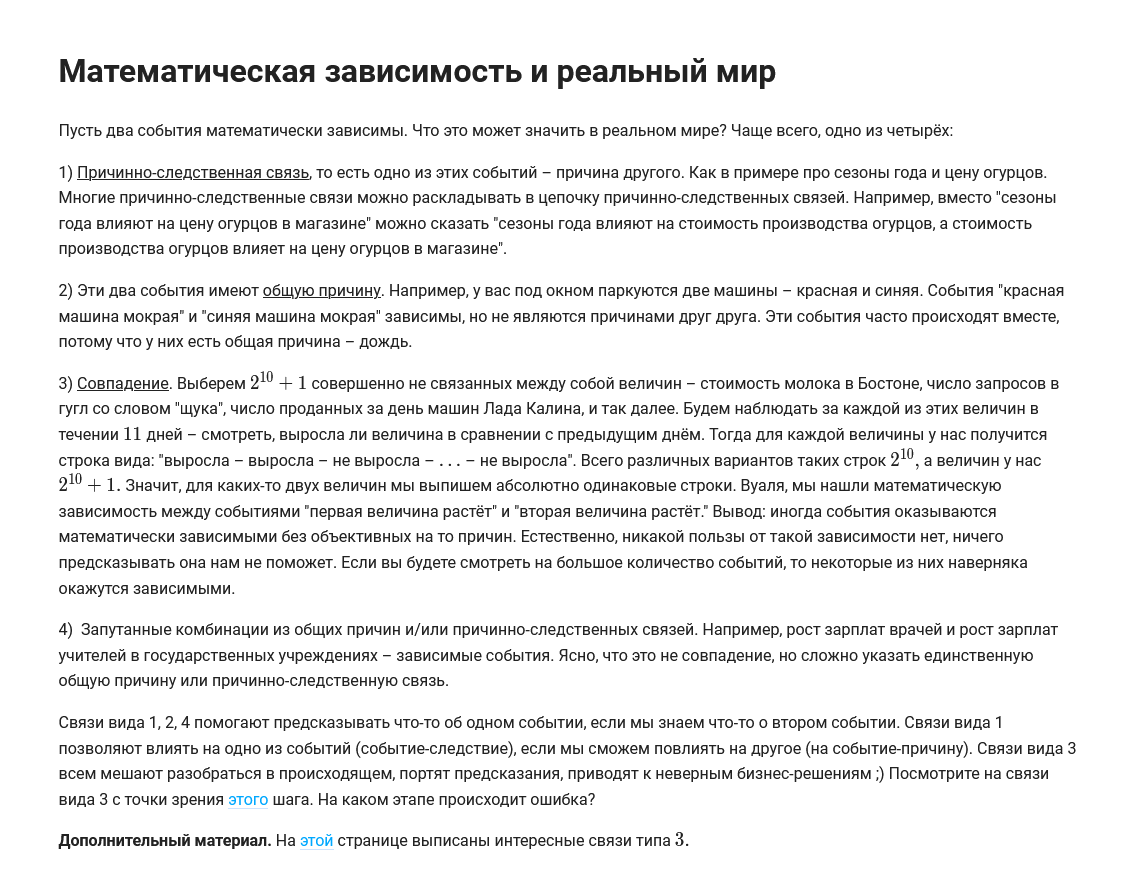 Математическая зависимость и реальный мир
Пусть два события математически зависимы. Что это может значить в реальном мире? Чаще всего, одно из четырёх:
1) Причинно-следственная связь, то есть одно из этих событий – причина другого. Как в примере про сезоны года и цену огурцов.
Многие причинно-следственные связи можно раскладывать в цепочку причинно-следственных связей. Например, вместо "сезоны
года влияют на цену огурцов в магазине" можно сказать "сезоны года влияют на стоимость производства огурцов, а стоимость
производства огурцов влияет на цену огурцов в магазине".
2) Эти два события имеют общую причину. Например, у вас под окном паркуются две машины – красная и синяя. События "красная
машина мокрая" и "синяя машина мокрая" зависимы, но не являются причинами друг друга. Эти события часто происходят вместе,
потому что у них есть общая причина – дождь.
3) Совпадение. Выберем 2^10 + 1 совершенно не связанных между собой величин – стоимость молока в Бостоне, число запросов в
гугл со словом "щука", число проданных за день машин Лада Калина, и так далее. Будем наблюдать за каждой из этих величин в
течении 11 дней – смотреть, выросла ли величина в сравнении с предыдущим днём. Тогда для каждой величины у нас получится
строка вида: "выросла – выросла – не выросла – ... – не выросла". Всего различных вариантов таких строк 2^10, а величин у нас
2^10 + 1. Значит, для каких-то двух величин мы выпишем абсолютно одинаковые строки. Вуаля, мы нашли математическую
зависимость между событиями "первая величина растёт" и "вторая величина растёт." Вывод: иногда события оказываются
математически зависимыми без объективных на то причин. Естественно, никакой пользы от такой зависимости нет, ничего
предсказывать она нам не поможет. Если вы будете смотреть на большое количество событий, то некоторые из них наверняка
окажутся зависимыми.
4) Запутанные комбинации из общих причин и/или причинно-следственных связей. Например, рост зарплат врачей и рост зарплат
учителей в государственных учреждениях – зависимые события. Ясно, что это не совпадение, но сложно указать единственную
общую причину или причинно-следственную связь.
Связи вида 1, 2, 4 помогают предсказывать что-то об одном событии, если мы знаем что-то о втором событии. Связи вида 1
позволяют влиять на одно из событий (событие-следствие), если мы сможем повлиять на другое (на событие-причину). Связи вида 3
всем мешают разобраться в происходящем, портят предсказания, приводят к неверным бизнес-решениям ;) Посмотрите на связи
вида 3 с точки зрения этого шага. На каком этапе происходит ошибка?
Дополнительный материал. На этой странице выписаны интересные связи типа 3.